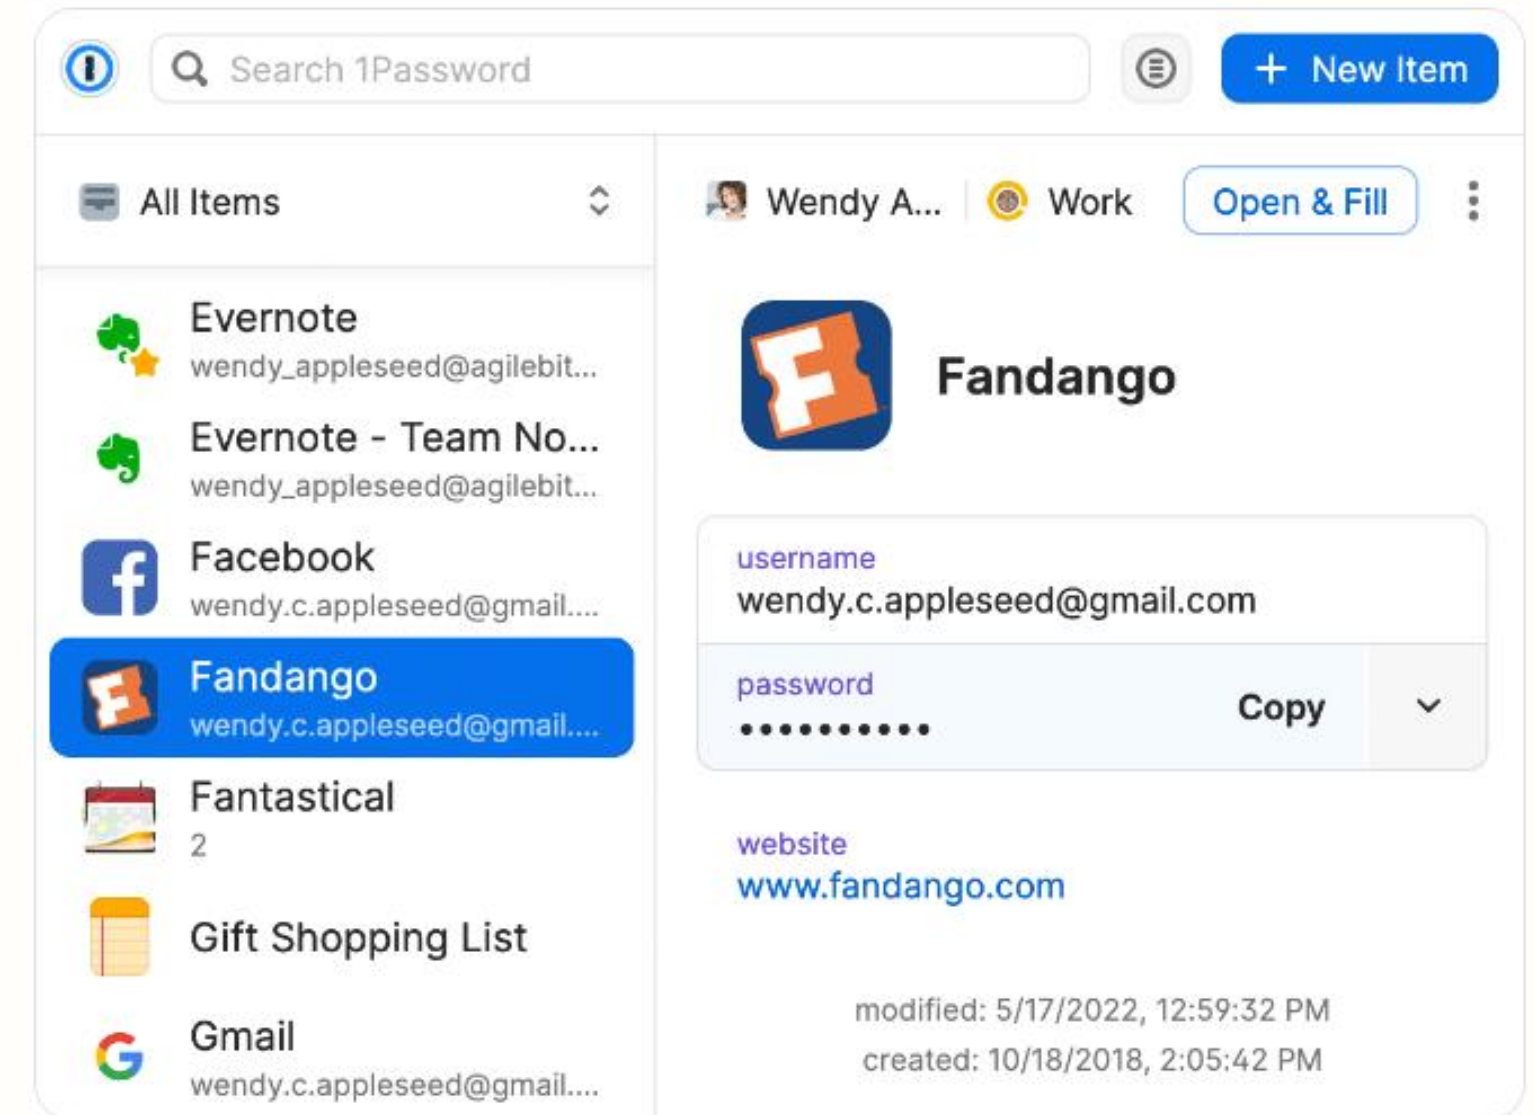 Search 1Password
+ New Item
All Items
Evernote
wendy_appleseed@agilebit...
Evernote - Team No...
wendy_appleseed@agilebit...
Facebook
wendy.c.appleseed@gmail....
Fandango
wendy.c.appleseed@gmail....
Fantastical
2
Gift Shopping List
Gmail
wendy.c.appleseed@gmail....
Wendy A...
Work
Open & Fill
Fandango
username
wendy.c.appleseed@gmail.com
password
••••••••••
Copy
website
www.fandango.com
modified: 5/17/2022, 12:59:32 PM
created: 10/18/2018, 2:05:42 PM